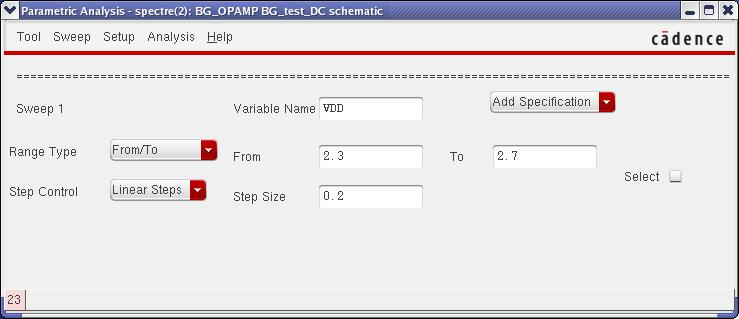 Parametric Analysis - spectre(2): BG_OPAMP BG_test_DC schematic
Tool Sweep Setup Analysis Help
cādence
================================================================================================
Sweep 1 Variable Name VDD Add Specification
Range Type From/To From 2.3 To 2.7
Select
Step Control Linear Steps Step Size 0.2
23